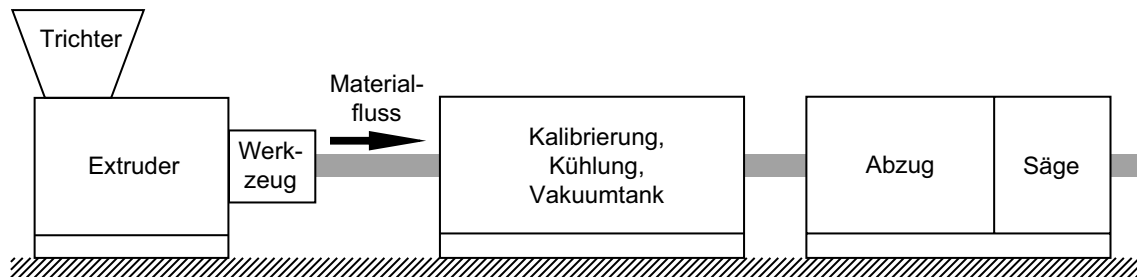 Trichter
Extruder
Werk-
zeug
Material-
fluss
Kalibrierung,
Kühlung,
Vakuumtank
Abzug
Säge